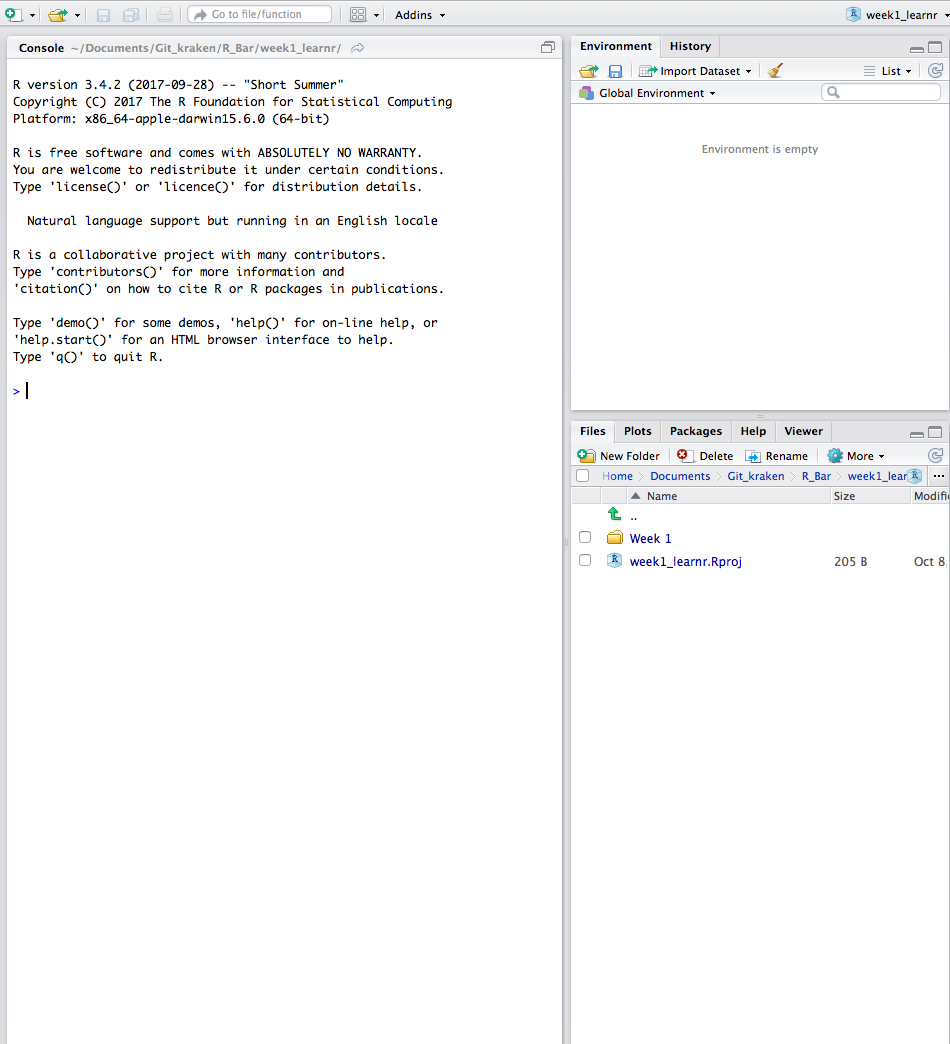 Go to file/function
Addins
week1_learnr
Console ~/Documents/Git_kraken/R_Bar/week1_learnr/
R version 3.4.2 (2017-09-28) -- "Short Summer"
Copyright (C) 2017 The R Foundation for Statistical Computing
Platform: x86_64-apple-darwin15.6.0 (64-bit)
R is free software and comes with ABSOLUTELY NO WARRANTY.
You are welcome to redistribute it under certain conditions.
Type 'license()' or 'licence()' for distribution details.
Natural language support but running in an English locale
R is a collaborative project with many contributors.
Type 'contributors()' for more information and
'citation()' on how to cite R or R packages in publications.
Type 'demo()' for some demos, 'help()' for on-line help, or
'help.start()' for an HTML browser interface to help.
Type 'q()' to quit R.
>
Environment History
Import Dataset List
Global Environment
Environment is empty
Files Plots Packages Help Viewer
New Folder Delete Rename More
Home Documents Git_kraken R_Bar week1_lear
Name Size Modifi
..
Week 1
week1_learnr.Rproj 205 B Oct 8,